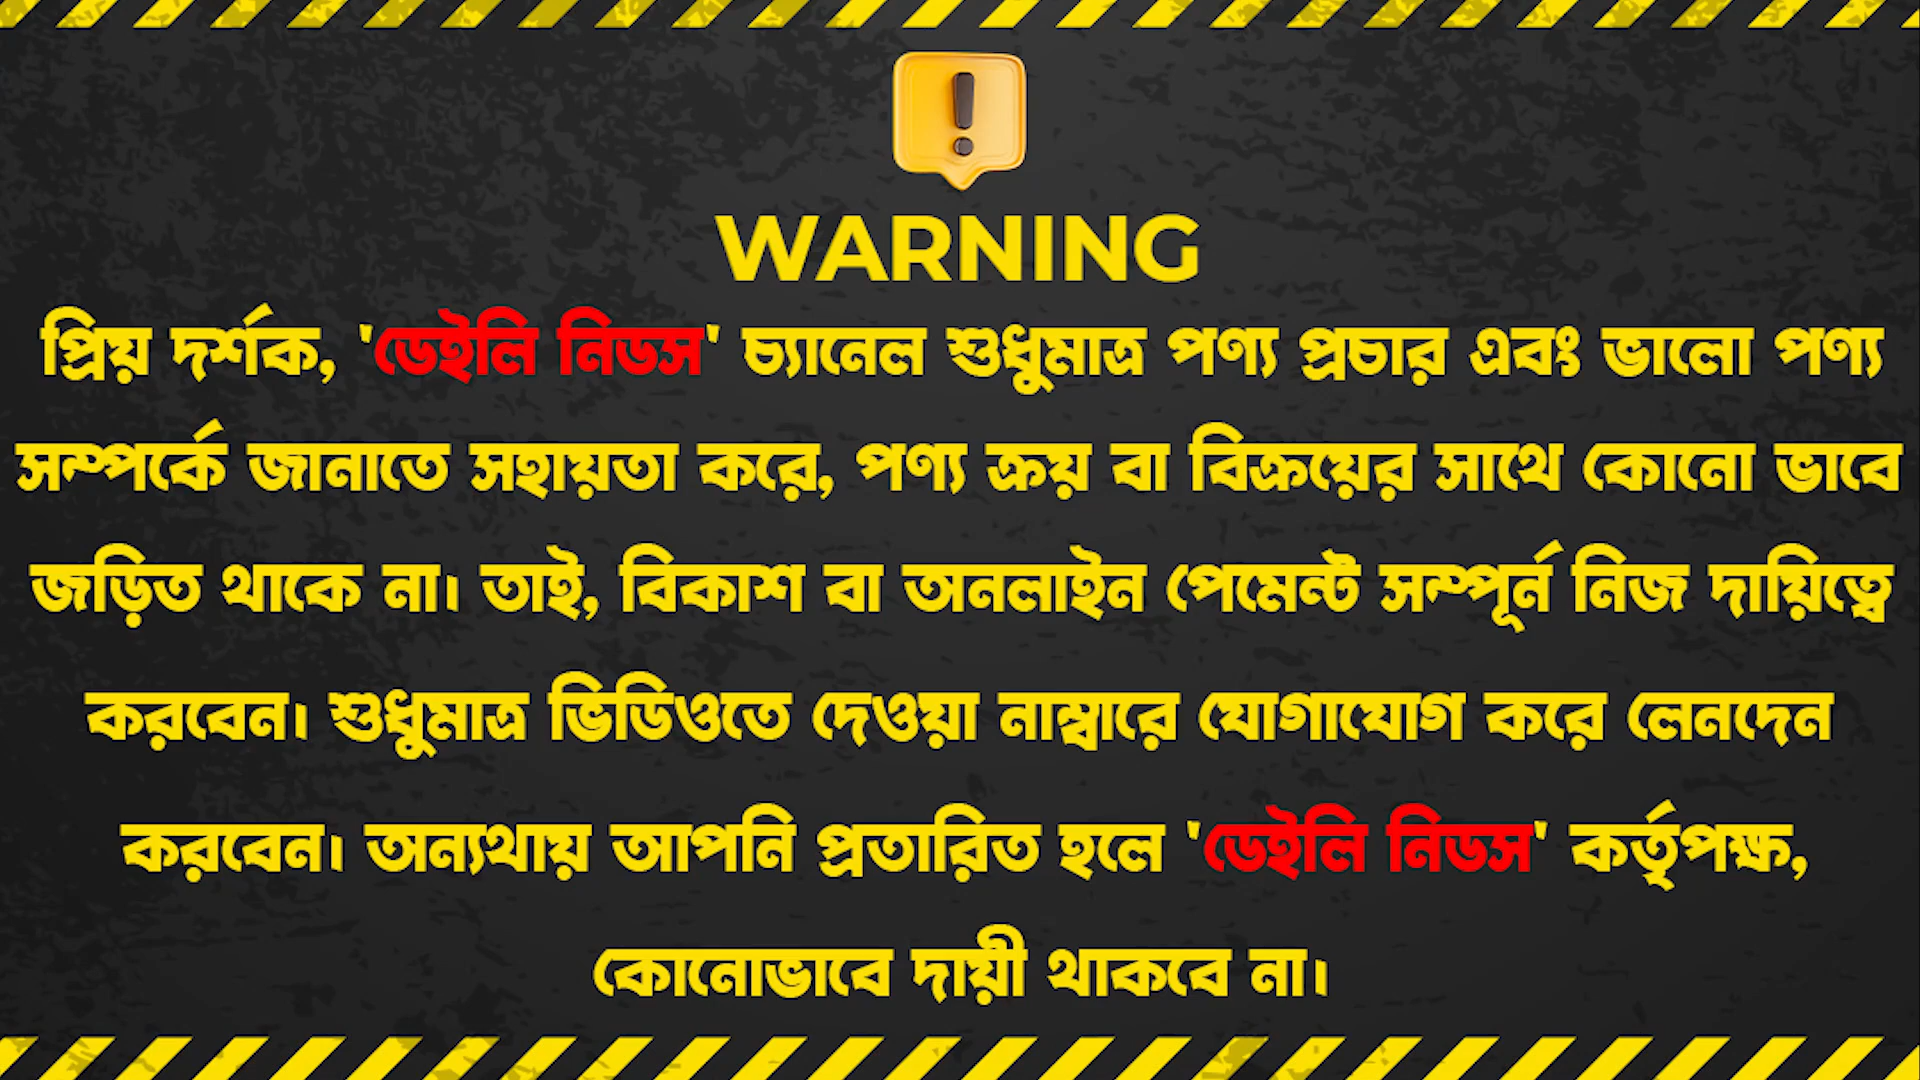 WARNING
প্রিয় দর্শক, 'ডেইলি নিডস' চ্যানেল শুধুমাত্র পণ্য প্রচার এবং ভালো পণ্য
সম্পর্কে জানাতে সহায়তা করে, পণ্য ক্রয় বা বিক্রয়ের সাথে কোনো ভাবে
জড়িত থাকে না। তাই, বিকাশ বা অনলাইন পেমেন্ট সম্পূর্ন নিজ দায়িত্বে
করবেন। শুধুমাত্র ভিডিওতে দেওয়া নাম্বারে যোগাযোগ করে লেনদেন
করবেন। অন্যথায় আপনি প্রতারিত হলে 'ডেইলি নিডস' কর্তৃপক্ষ,
কোনোভাবে দায়ী থাকবে না।